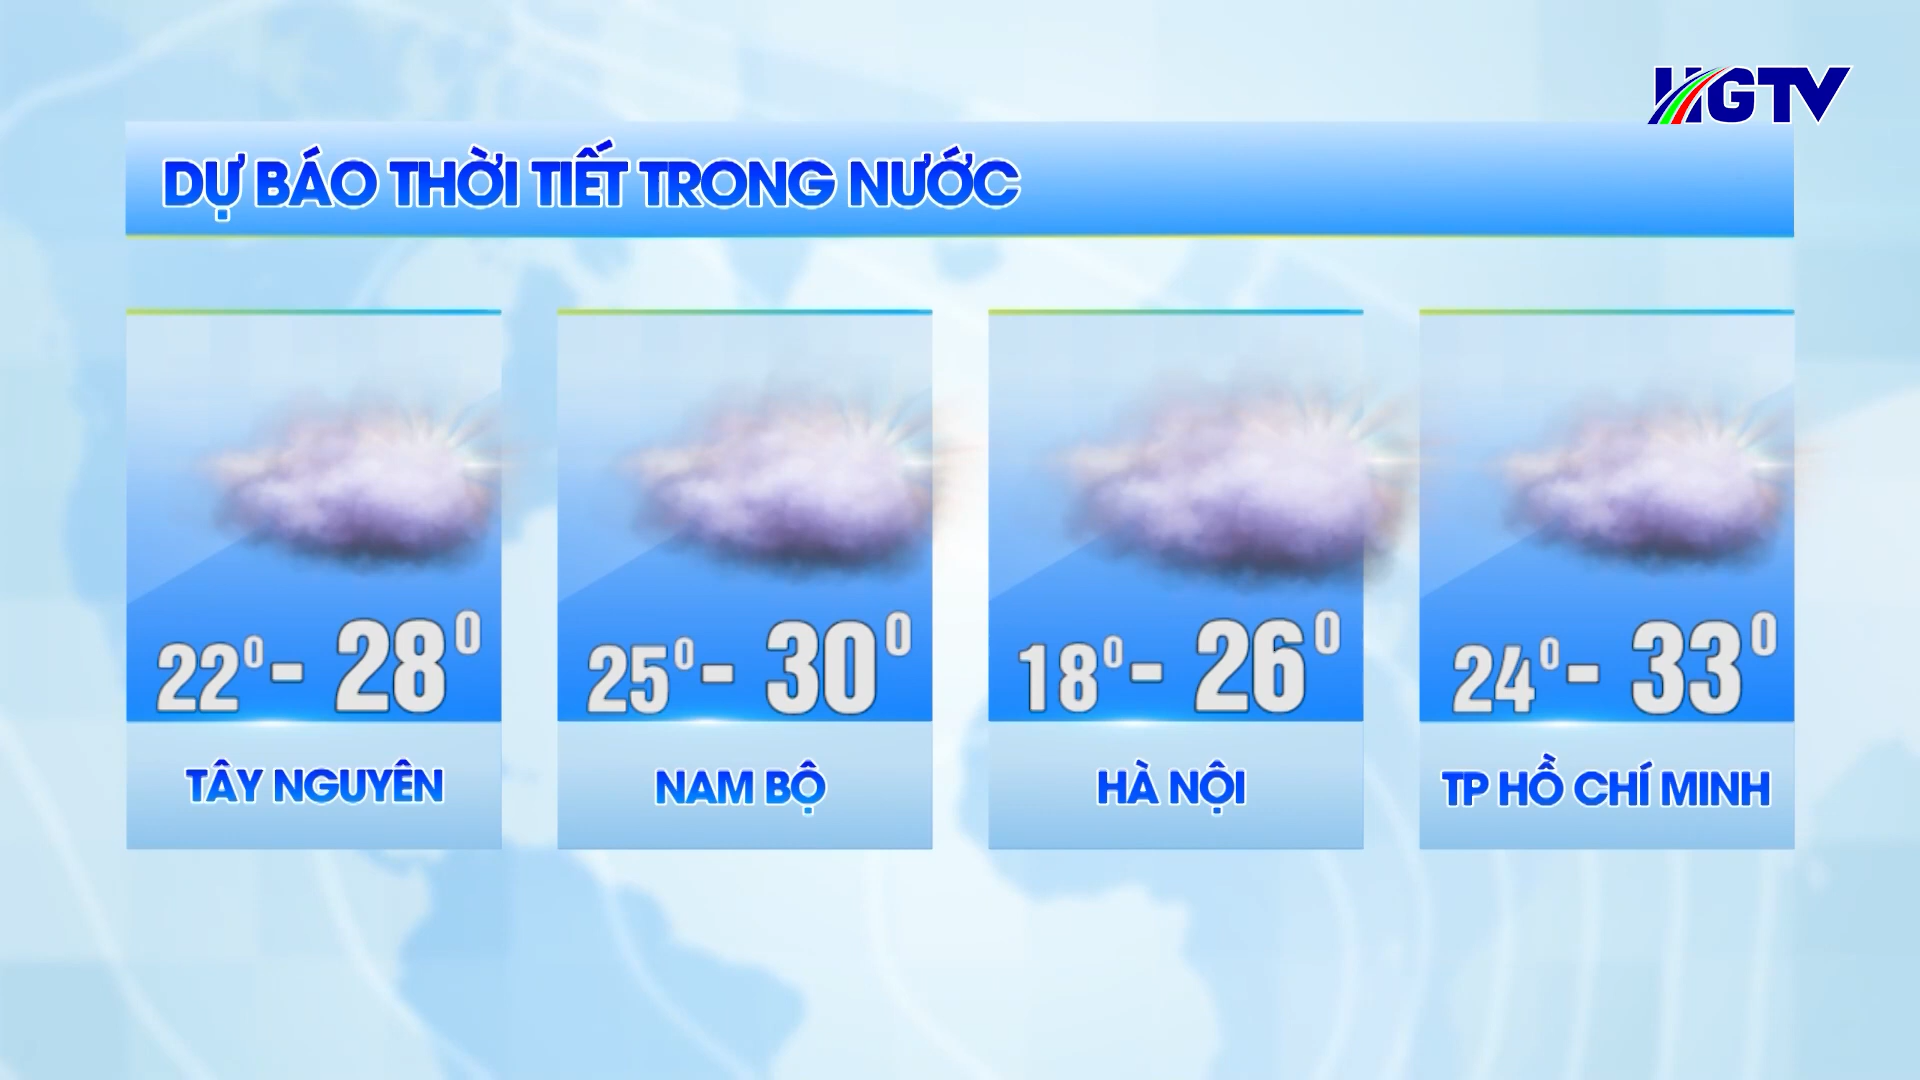 HGTV
DỰ BÁO THỜI TIẾT TRONG NƯỚC
22⁰- 28⁰
25⁰- 30⁰
18⁰- 26⁰
24⁰- 33⁰
TÂY NGUYÊN
NAM BỘ
HÀ NỘI
TP HỒ CHÍ MINH